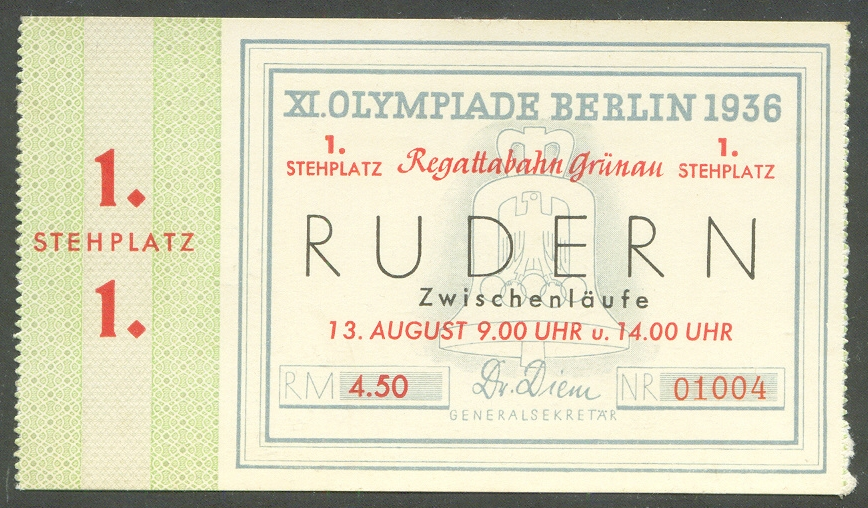 1.
STEHPLATZ
1.
XI. OLYMPIADE BERLIN 1936
1. STEHPLATZ Regattabahn Grünau 1. STEHPLATZ
RUDERN
Zwischenläufe
13. AUGUST 9.00 UHR u. 14.00 UHR
RM 4.50 Dr. Diem NR 01004
GENERALSEKRETÄR